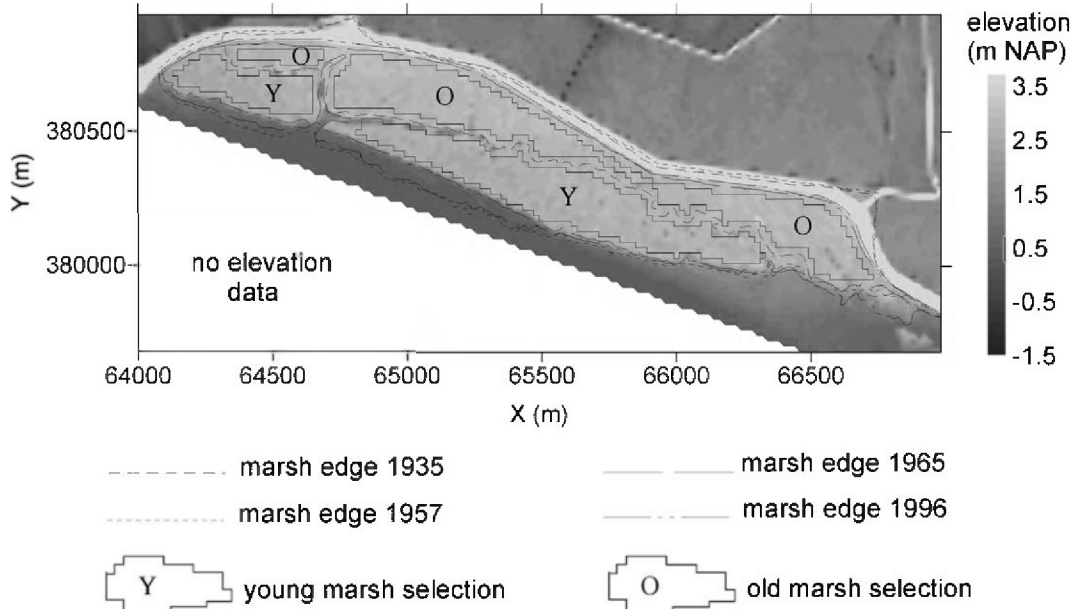 elevation
(m NAP)
3.5
2.5
1.5
0.5
-0.5
-1.5
O
Y
O
Y
O
380500
380000
Y (m)
no elevation
data
64000 64500 65000 65500 66000 66500
X (m)
marsh edge 1935
marsh edge 1965
marsh edge 1957
marsh edge 1996
Y young marsh selection
O old marsh selection